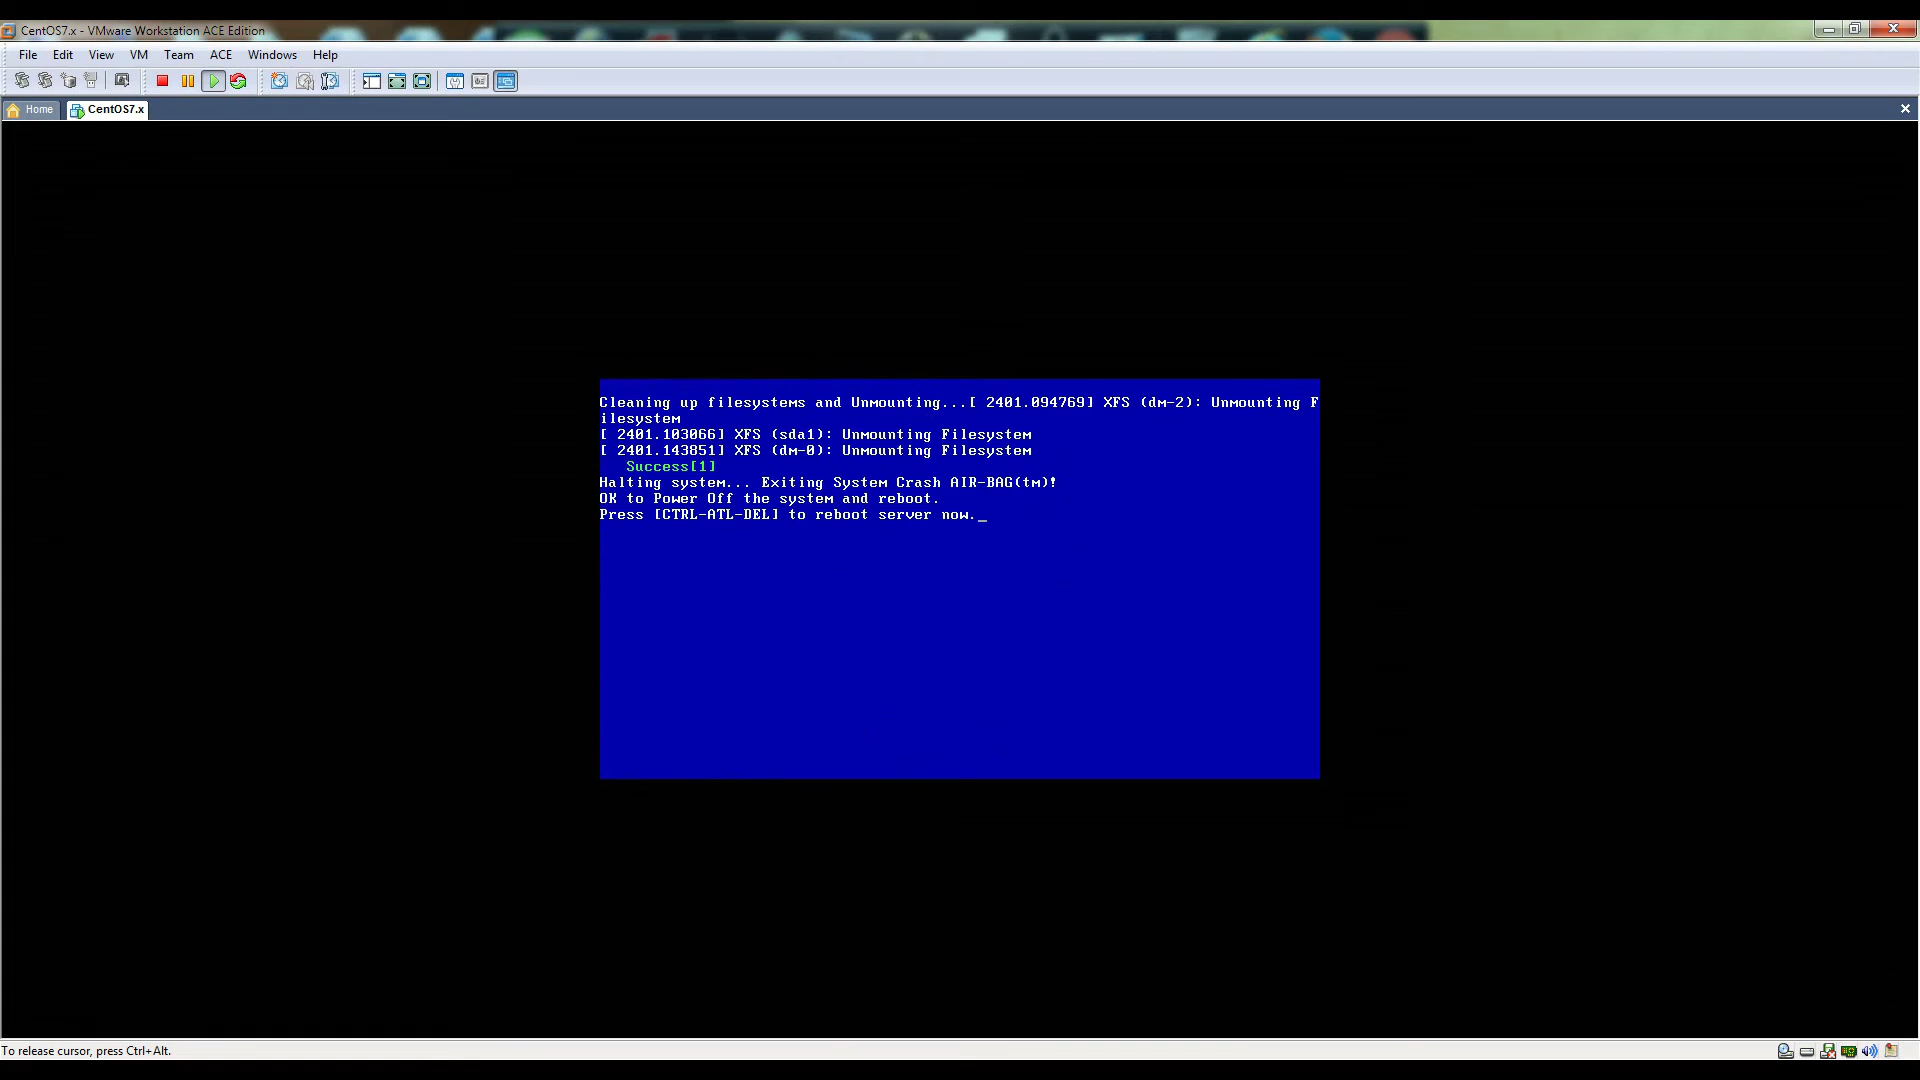 CentOS7.x - VMware Workstation ACE Edition
File Edit View VM Team ACE Windows Help
Home CentOS7.x
Cleaning up filesystems and Unmounting...[ 2401.094769] XFS (dm-2): Unmounting F
ilesystem
[ 2401.103066] XFS (sda1): Unmounting Filesystem
[ 2401.143851] XFS (dm-0): Unmounting Filesystem
Success[1]
Halting system... Exiting System Crash AIR-BAG(tm)!
OK to Power Off the system and reboot.
Press [CTRL-ATL-DEL] to reboot server now._
To release cursor, press Ctrl+Alt.